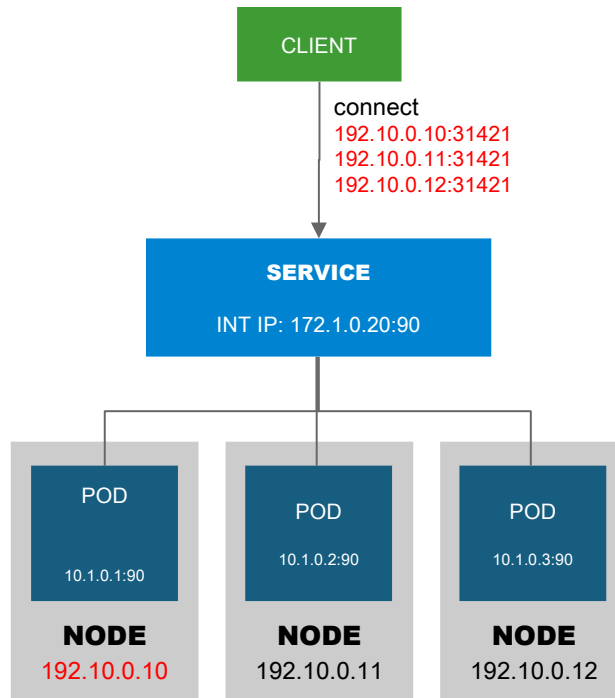 CLIENT
connect
192.10.0.10:31421
192.10.0.11:31421
192.10.0.12:31421
SERVICE
INT IP: 172.1.0.20:90
POD
10.1.0.1:90
NODE
192.10.0.10
POD
10.1.0.2:90
NODE
192.10.0.11
POD
10.1.0.3:90
NODE
192.10.0.12